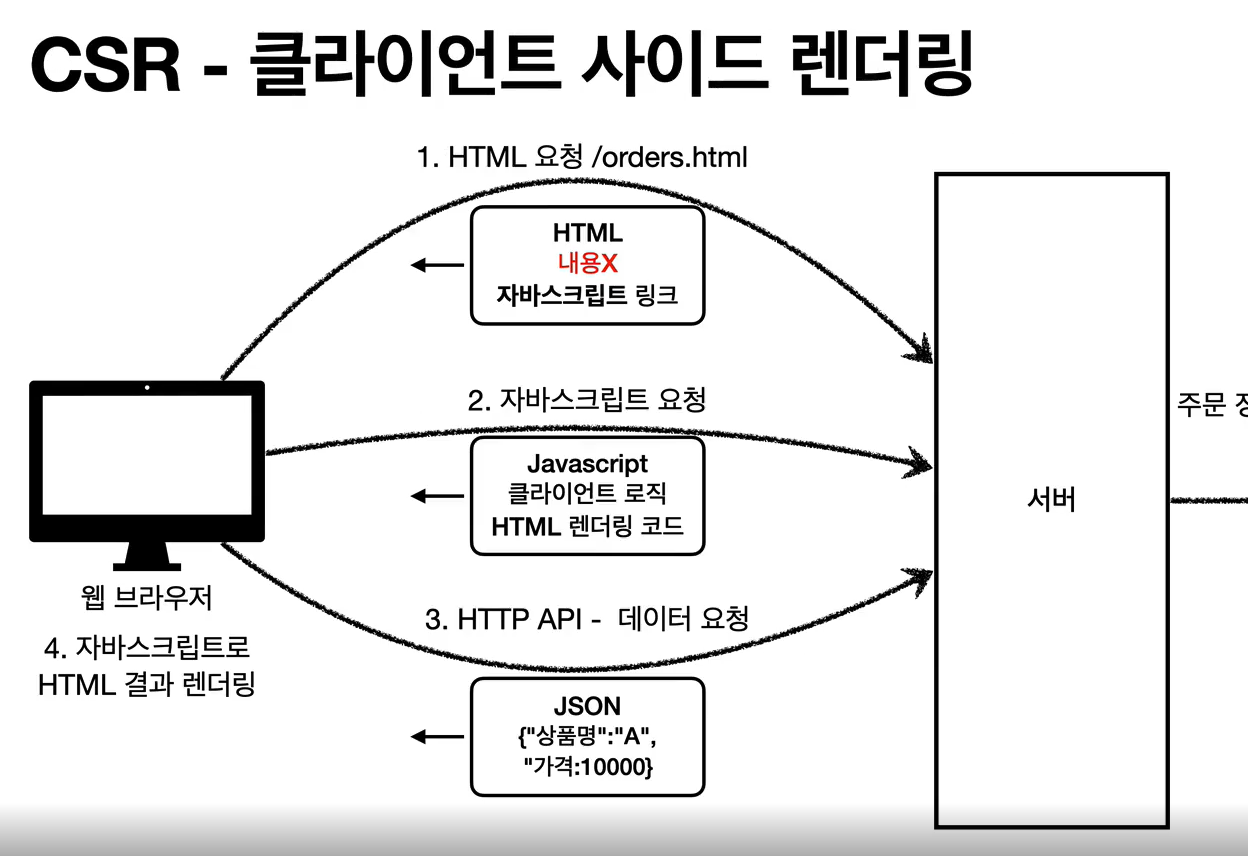 CSR - 클라이언트 사이드 렌더링
1. HTML 요청 /orders.html
HTML
내용X
자바스크립트 링크
2. 자바스크립트 요청
Javascript
클라이언트 로직
HTML 렌더링 코드
주문
서버
웹 브라우저
3. HTTP API - 데이터 요청
4. 자바스크립트로
HTML 결과 렌더링
JSON
{"상품명":"A",
"가격:10000}